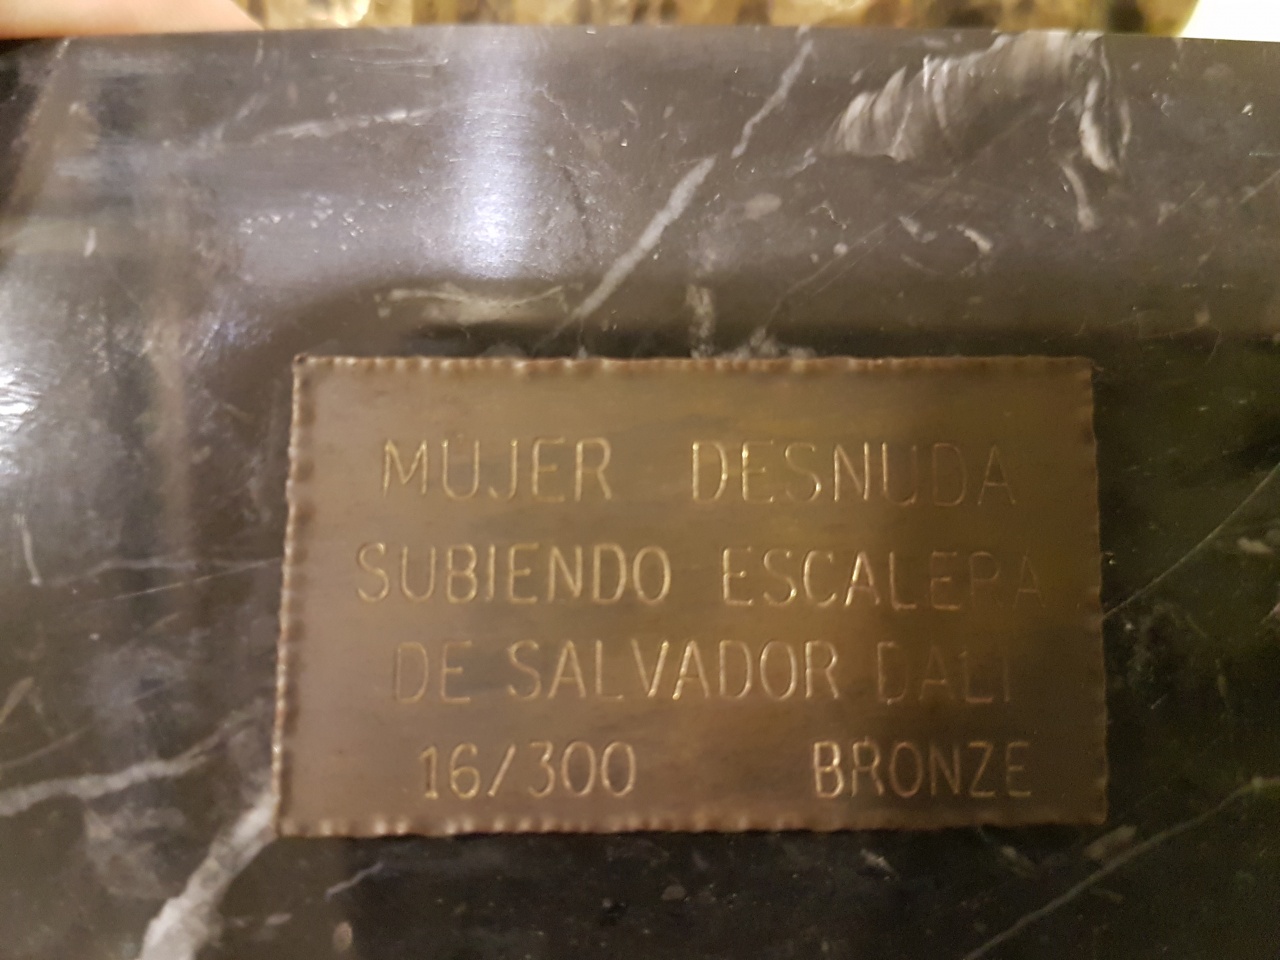 MUJER DESNUDA
SUBIENDO ESCALERA
DE SALVADOR DALI
16/300 BRONZE